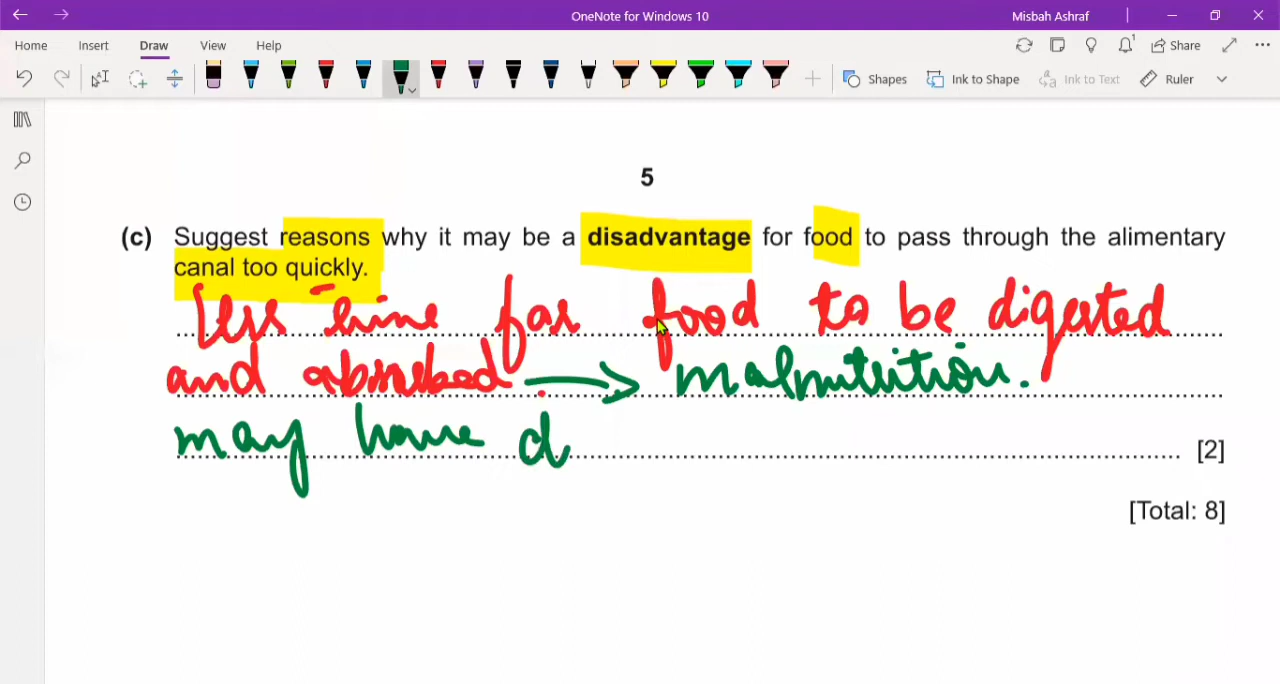 OneNote for Windows 10
Misbah Ashraf
Home Insert Draw View Help
Share
Shapes Ink to Shape Ink to Text Ruler
5
(c) Suggest reasons why it may be a disadvantage for food to pass through the alimentary
canal too quickly.
Less time for food to be digested
and absorbed. → malnutrition.
may have d
[2]
[Total: 8]